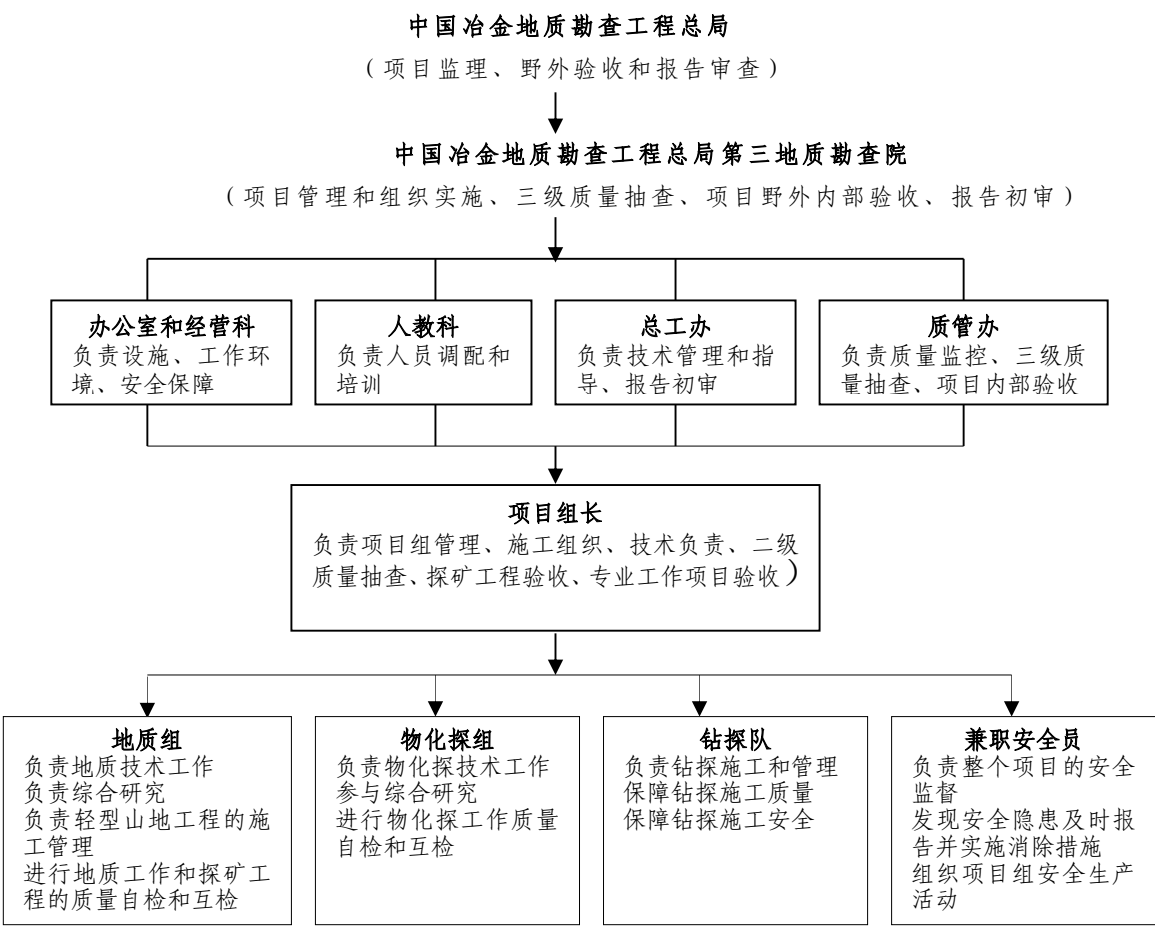 中国冶金地质勘查工程总局
(项目监理、野外验收和报告审查)
中国冶金地质勘查工程总局第三地质勘查院
(项目管理和组织实施、三级质量抽查、项目野外内部验收、报告初审)
办公室和经营科
负责设施、工作环
境、安全保障
人教科
负责人员调配和
培训
总工办
负责技术管理和指
导、报告初审
质管办
负责质量监控、三级质
量抽查、项目内部验收
项目组长
负责项目组管理、施工组织、技术负责、二级
质量抽查、探矿工程验收、专业工作项目验收)
地质组
负责地质技术工作
负责综合研究
负责轻型山地工程的施
工管理
进行地质工作和探矿工
程的质量自检和互检
物化探组
负责物化探技术工作
参与综合研究
进行物化探工作质量
自检和互检
钻探队
负责钻探施工和管理
保障钻探施工质量
保障钻探施工安全
兼职安全员
负责整个项目的安全
监督
发现安全隐患及时报
告并实施消除措施
组织项目组安全生产
活动